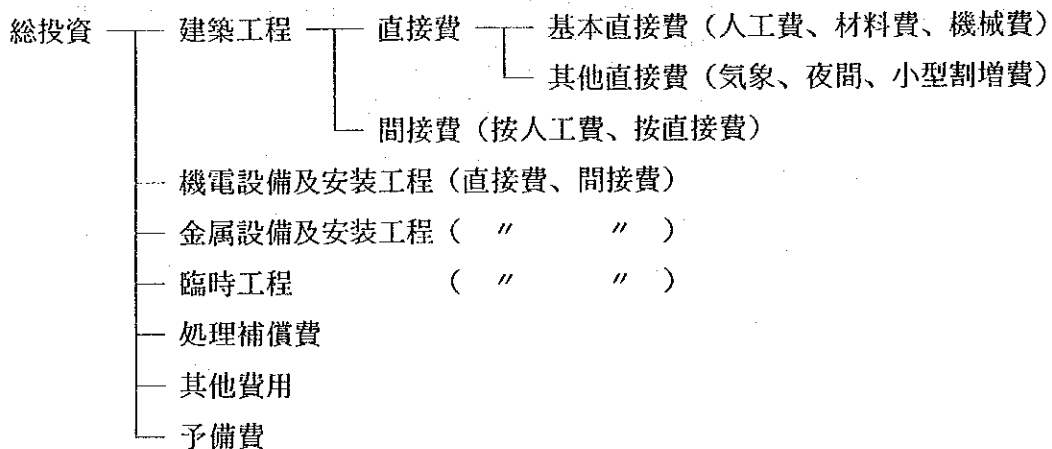 総投資 建築工程 直接費 基本直接費（人工費、材料費、機械費）
其他直接費（気象、夜間、小型割増費）
間接費（按人工費、按直接費）
機電設備及安装工程（直接費、間接費）
金属設備及安装工程（ 〃 〃 ）
臨時工程 （ 〃 〃 ）
処理補償費
其他費用
予備費